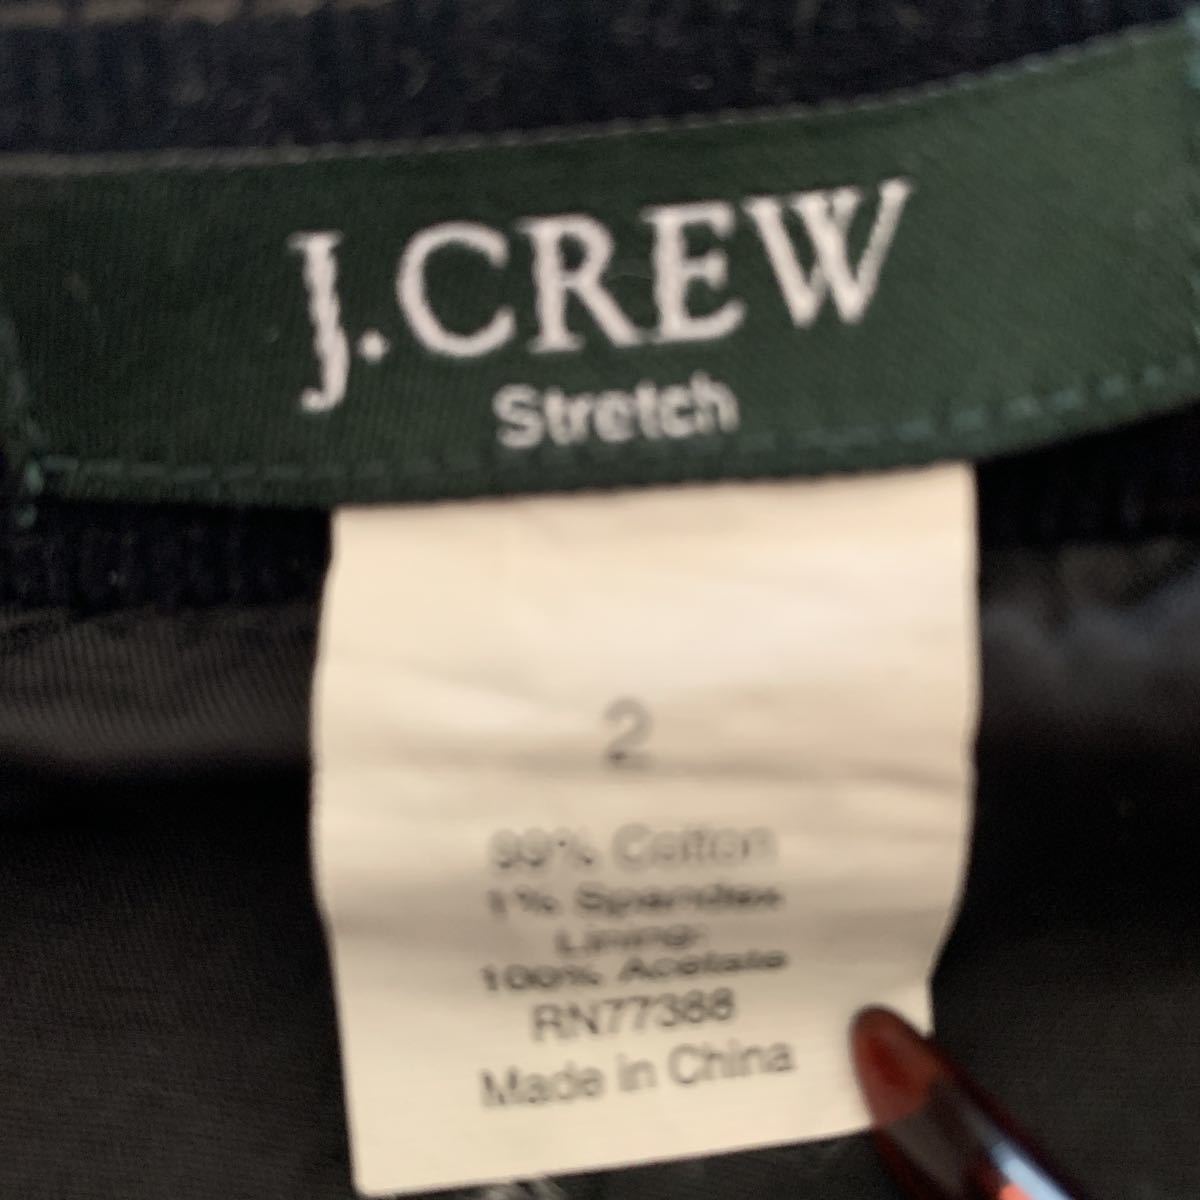 J.CREW
Stretch
2
99% Cotton
1% Spandex
Lining:
100% Acetate
RN77388
Made in China